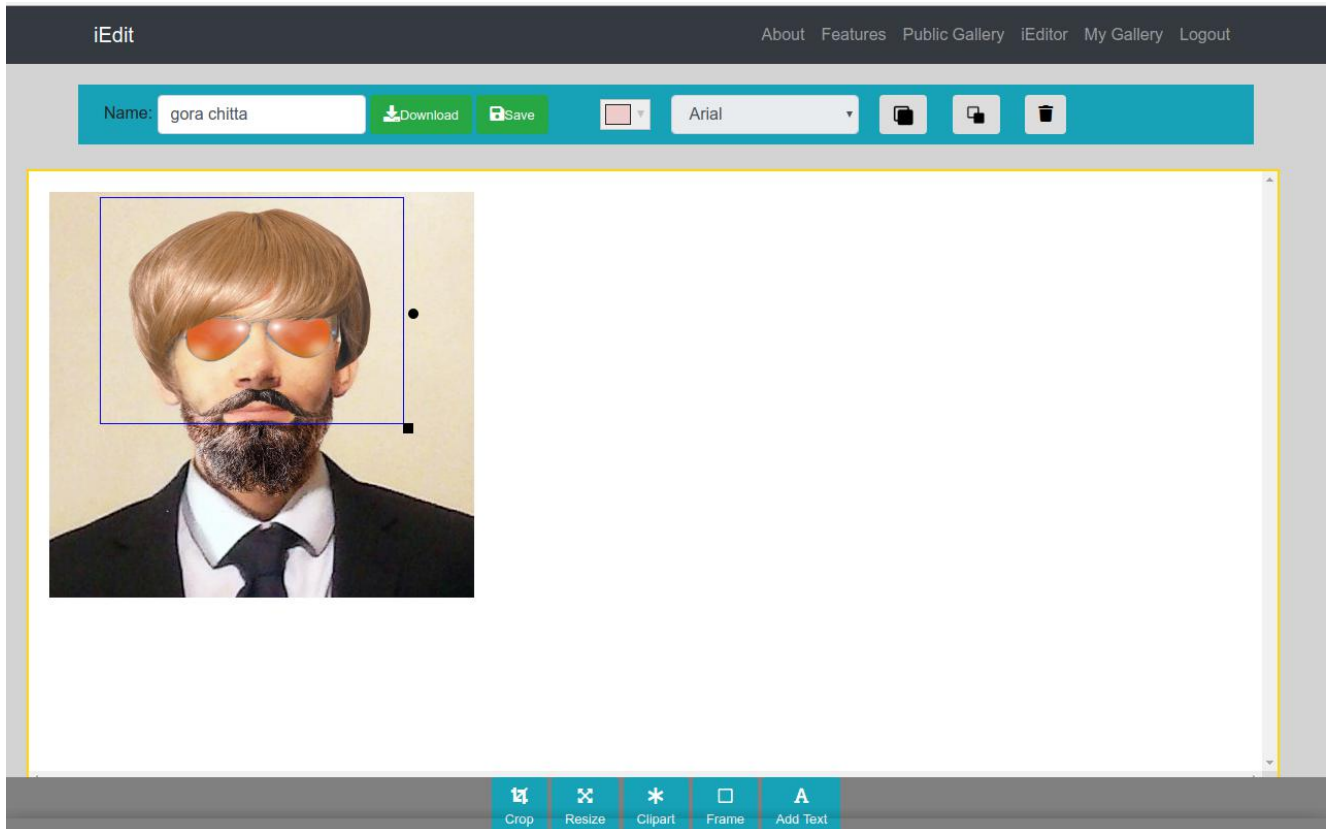 iEdit
About Features Public Gallery iEditor My Gallery Logout
Name: gora chitta Download Save Arial
Crop Resize Clipart Frame Add Text